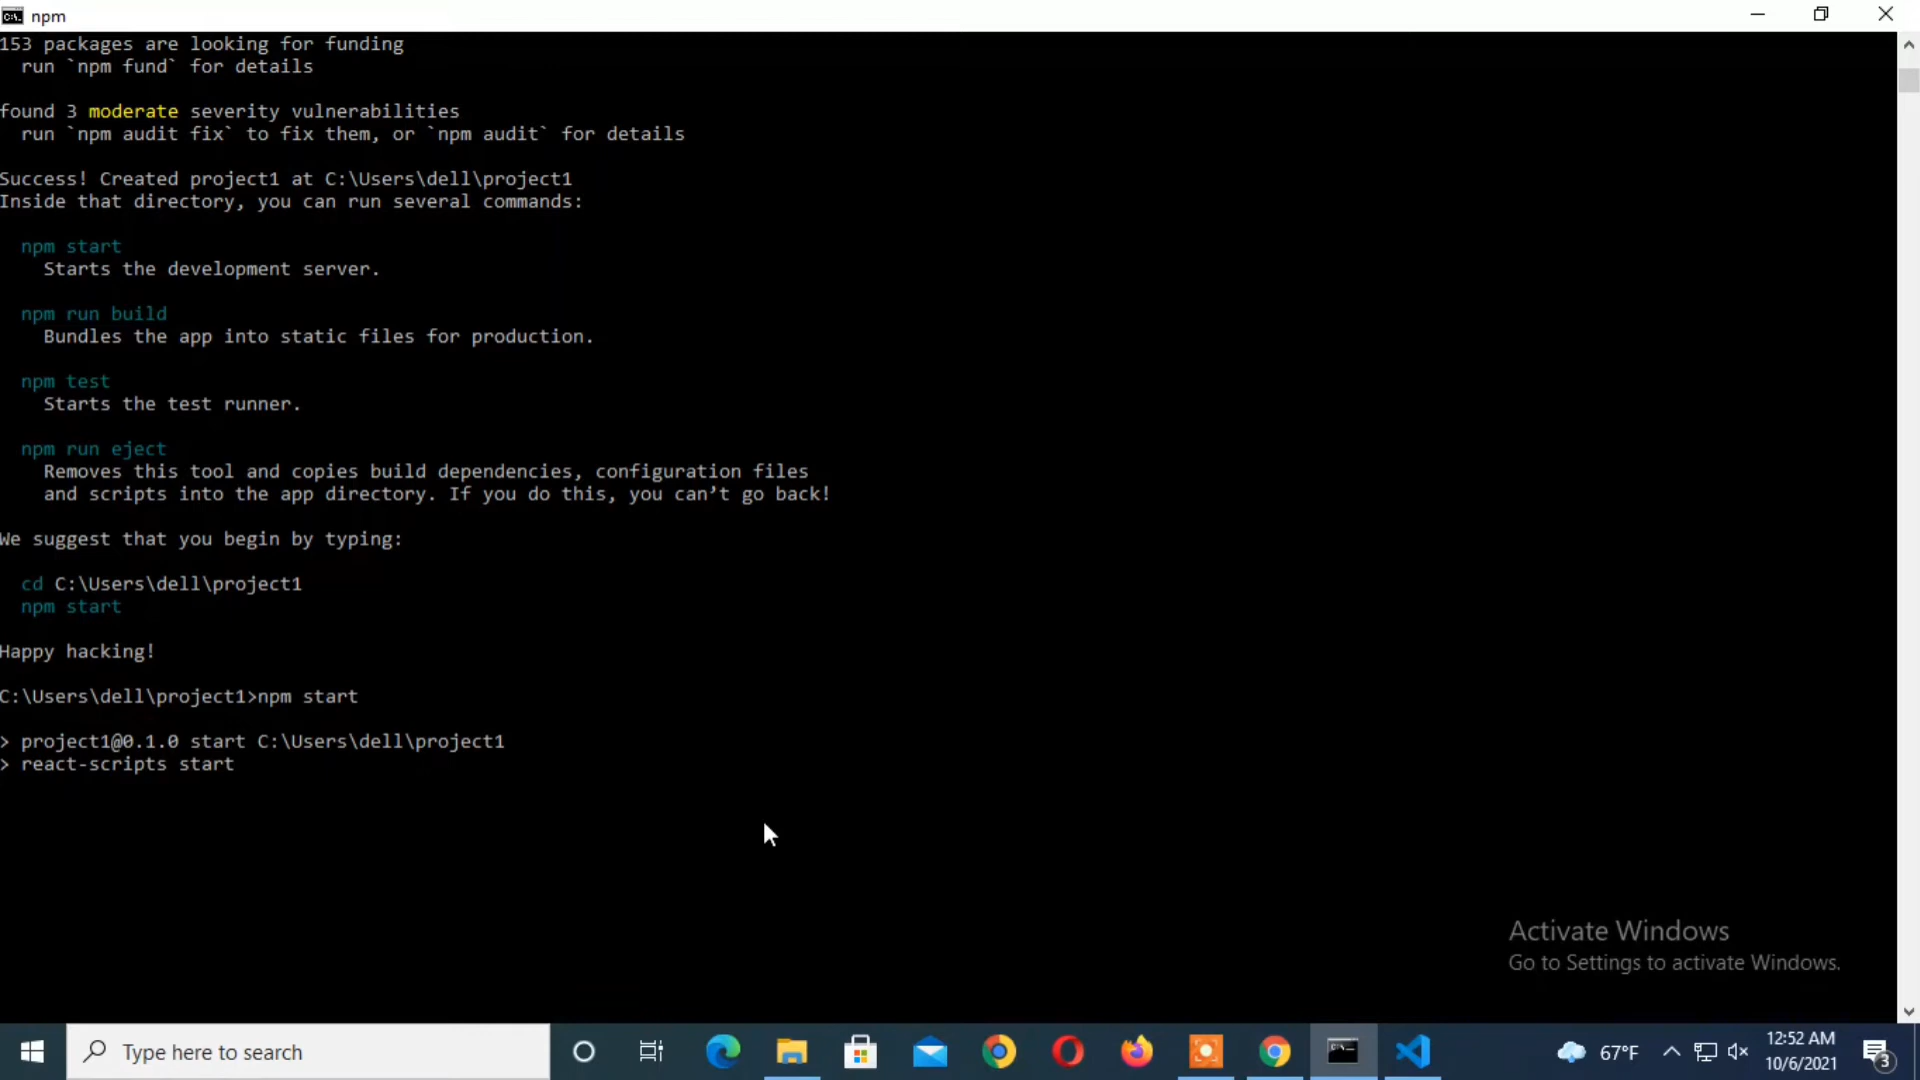 npm
153 packages are looking for funding
run `npm fund` for details
found 3 moderate severity vulnerabilities
run `npm audit fix` to fix them, or `npm audit` for details
Success! Created project1 at C:\Users\dell\project1
Inside that directory, you can run several commands:
npm start
Starts the development server.
npm run build
Bundles the app into static files for production.
npm test
Starts the test runner.
npm run eject
Removes this tool and copies build dependencies, configuration files
and scripts into the app directory. If you do this, you can’t go back!
We suggest that you begin by typing:
cd C:\Users\dell\project1
npm start
Happy hacking!
C:\Users\dell\project1>npm start
> project1@0.1.0 start C:\Users\dell\project1
> react-scripts start
Activate Windows
Go to Settings to activate Windows.
Type here to search
67°F
12:52 AM
10/6/2021
3